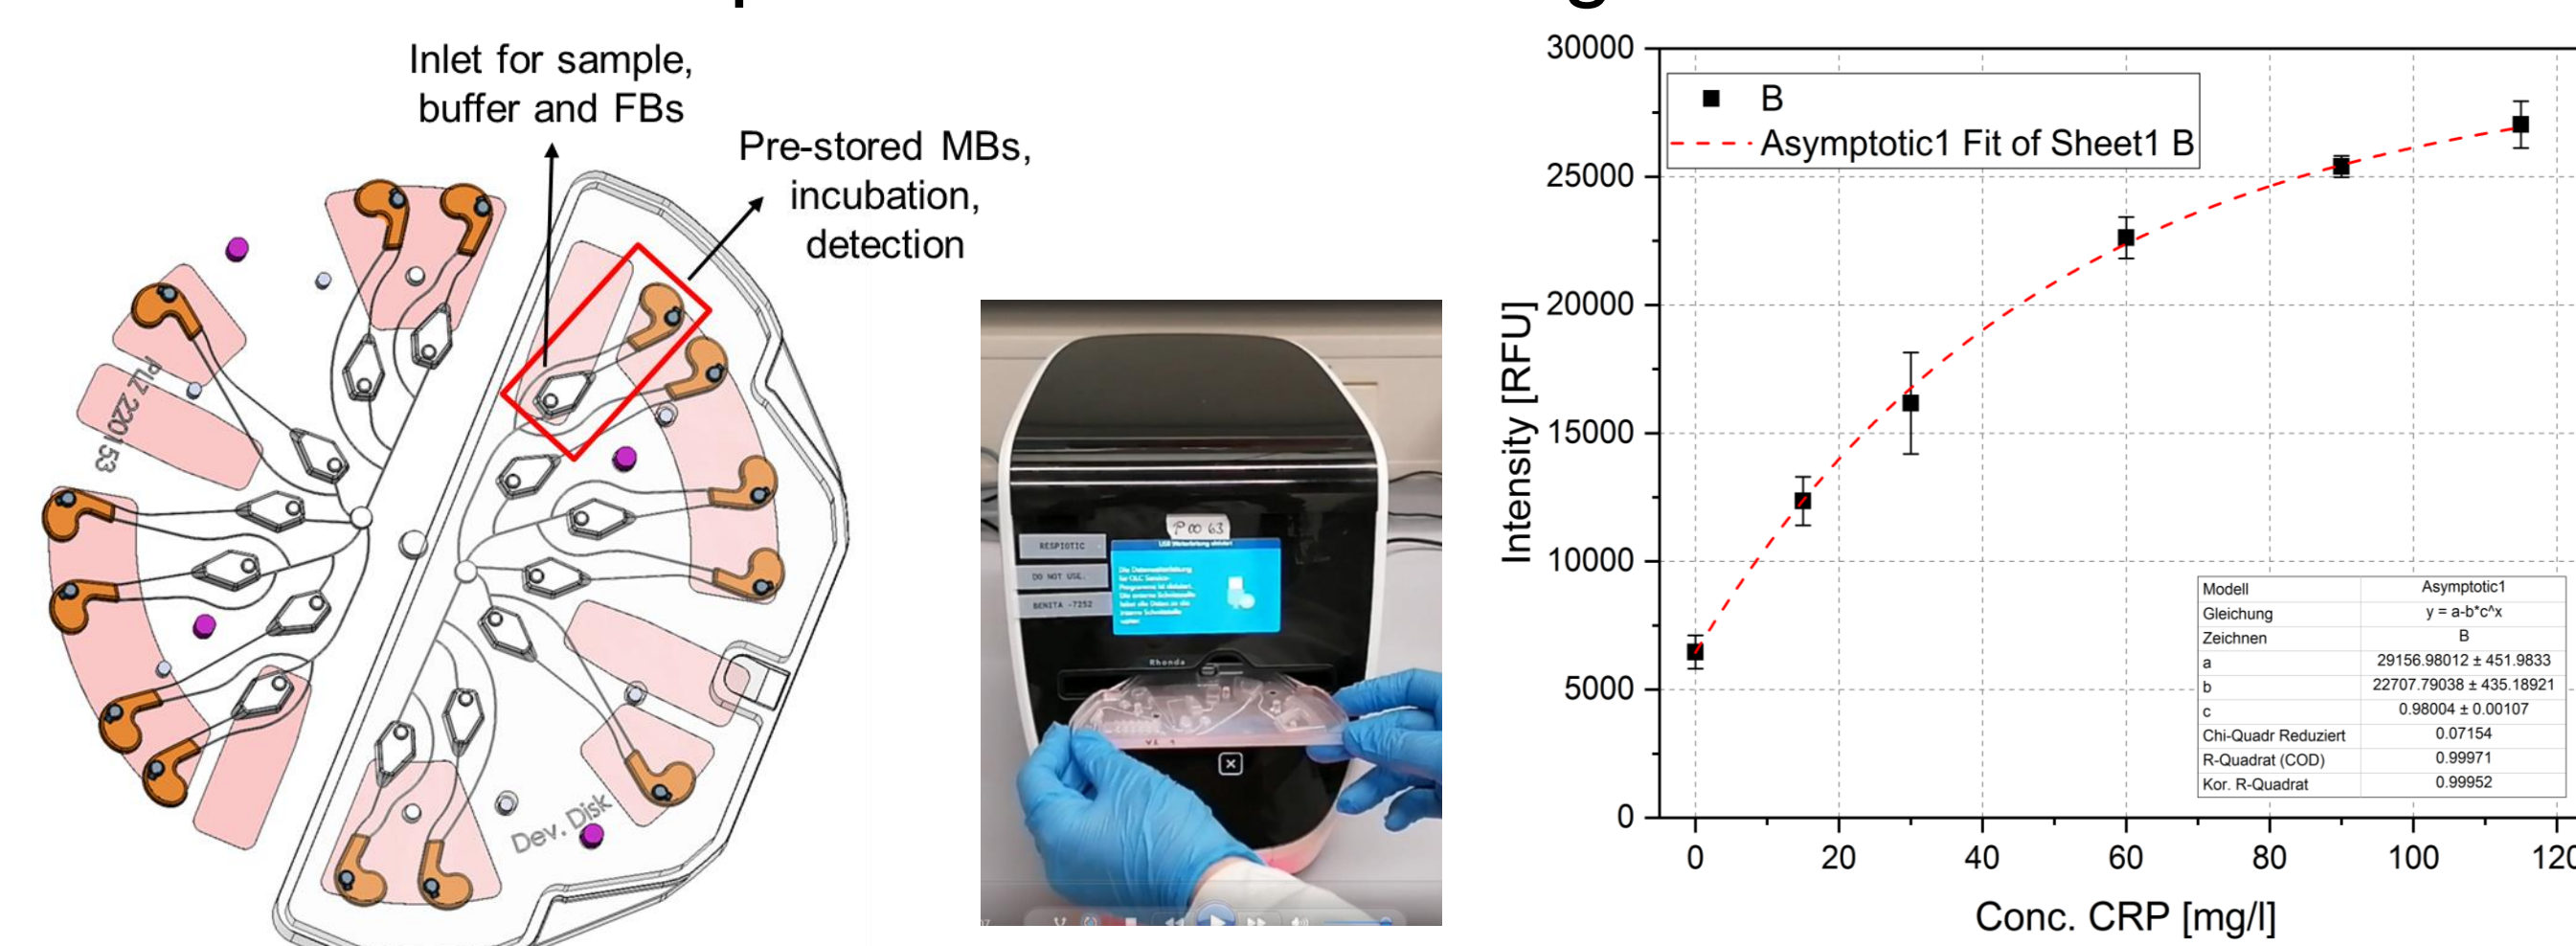 Inlet for sample,
buffer and FBs
Pre-stored MBs,
incubation,
detection
PLZ 220153
Dev. Disk
P 00 63
RESPIOTIC
DO NOT USE.
BENITA -7252
Rhonda
30000
25000
20000
15000
10000
5000
0
Intensity [RFU]
B
Asymptotic1 Fit of Sheet1 B
Modell Asymptotic1
Gleichung y = a-b*c^x
Zeichnen B
a 29156.98012 ± 451.9833
b 22707.79038 ± 435.18921
c 0.98004 ± 0.00107
Chi-Quadr Reduziert 0.07154
R-Quadrat (COD) 0.99971
Kor. R-Quadrat 0.99952
0 20 40 60 80 100 120
Conc. CRP [mg/l]